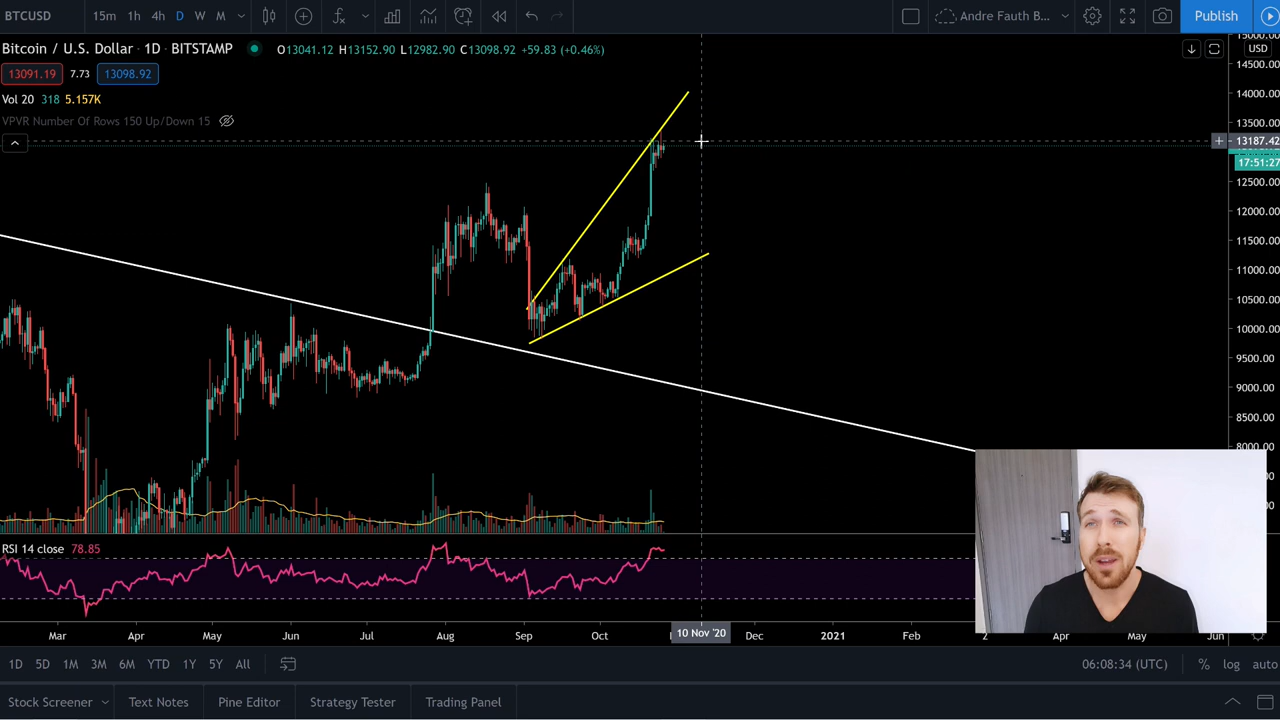 BTCUSD 15m 1h 4h D W M Andre Fauth B... Publish
Bitcoin / U.S. Dollar · 1D · BITSTAMP O13041.12 H13152.90 L12982.90 C13098.92 +59.83 (+0.46%) USD
13091.19 7.73 13098.92
Vol 20 318 5.157K
VPVR Number Of Rows 150 Up/Down 15
15000.00
14500.00
14000.00
13500.00
13187.42
17:51:27
12500.00
12000.00
11500.00
11000.00
10500.00
10000.00
9500.00
9000.00
8500.00
8000.00
RSI 14 close 78.85
Mar Apr May Jun Jul Aug Sep Oct 10 Nov '20 Dec 2021 Feb Apr May Jun
1D 5D 1M 3M 6M YTD 1Y 5Y All 06:08:34 (UTC) % log auto
Stock Screener Text Notes Pine Editor Strategy Tester Trading Panel